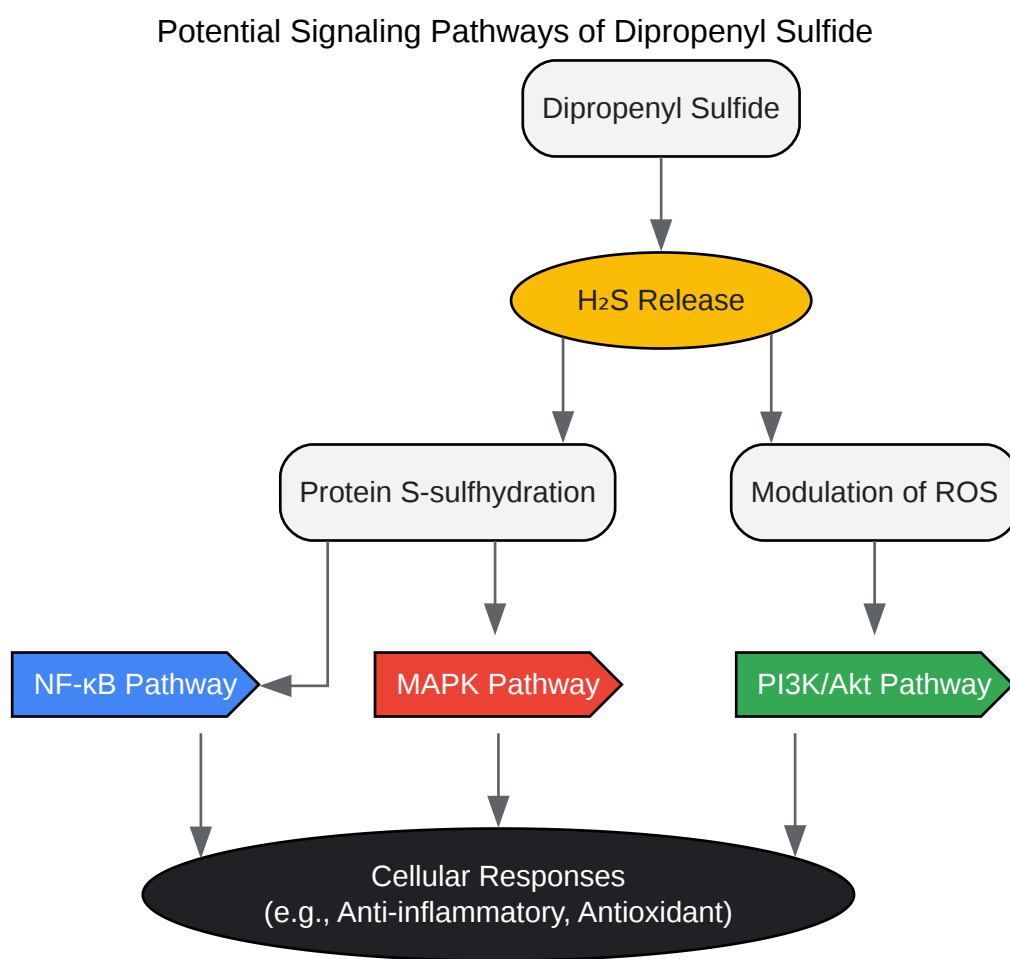 Potential Signaling Pathways of Dipropenyl Sulfide
Dipropenyl Sulfide
H₂S Release
Protein S-sulfhydration
Modulation of ROS
NF-κB Pathway
MAPK Pathway
PI3K/Akt Pathway
Cellular Responses
(e.g., Anti-inflammatory, Antioxidant)